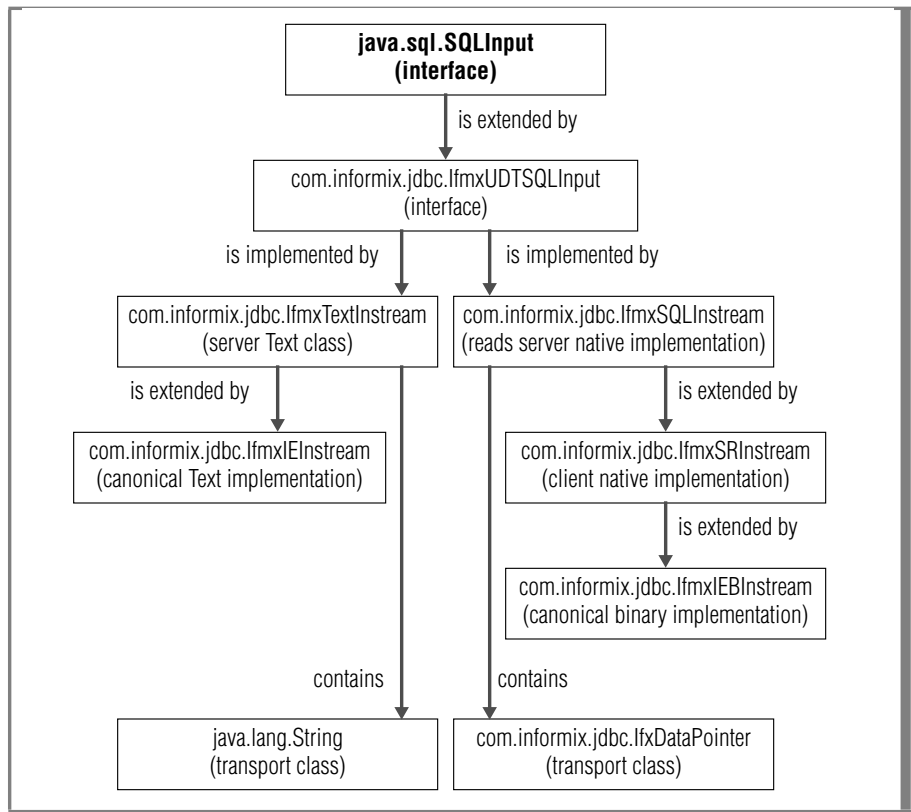 java.sql.SQLInput
(interface)
is extended by
com.informix.jdbc.IfmxUDTSQLInput
(interface)
is implemented by
is implemented by
com.informix.jdbc.IfmxTextInstream
(server Text class)
com.informix.jdbc.IfmxSQLInstream
(reads server native implementation)
is extended by
is extended by
com.informix.jdbc.IfmxIEInstream
(canonical Text implementation)
com.informix.jdbc.IfmxSRInstream
(client native implementation)
is extended by
com.informix.jdbc.IfmxIEBInstream
(canonical binary implementation)
contains
contains
java.lang.String
(transport class)
com.informix.jdbc.IfxDataPointer
(transport class)